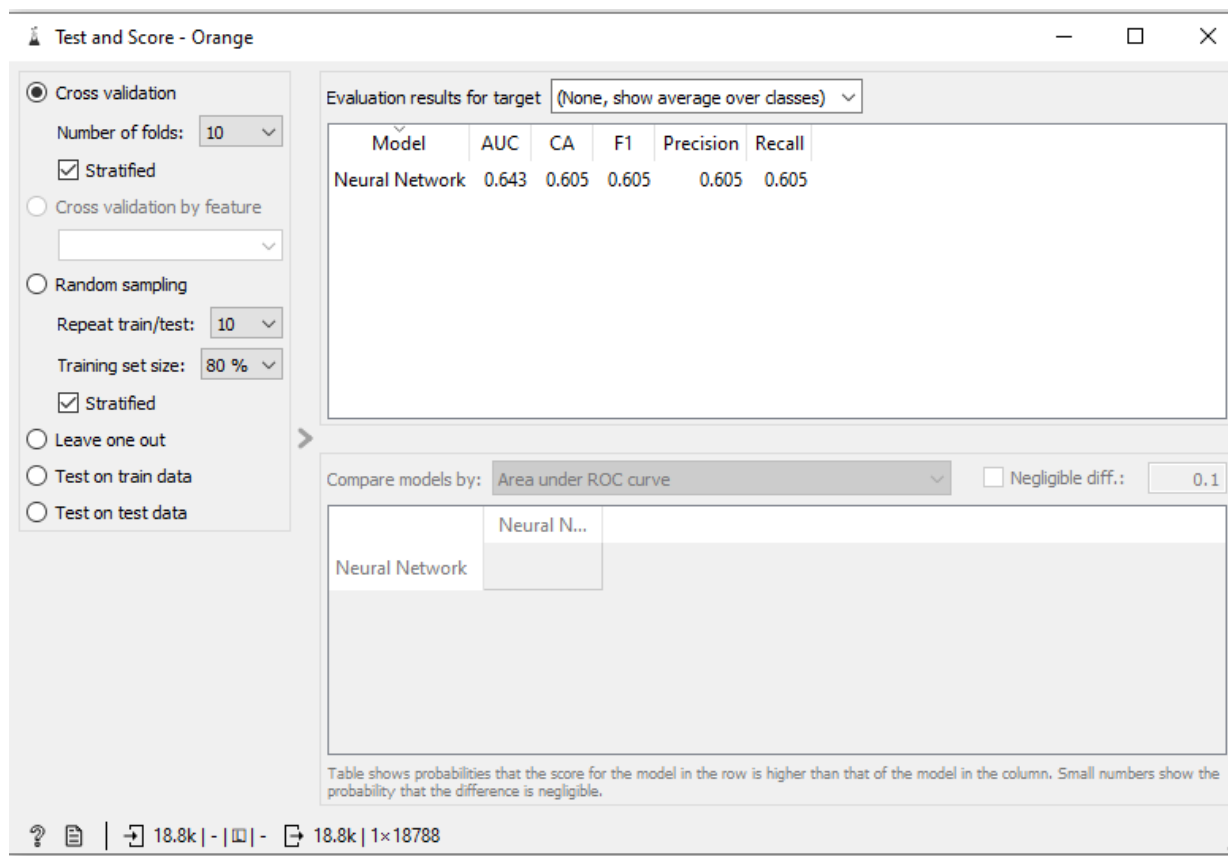 Test and Score - Orange
Cross validation
Number of folds: 10
Stratified
Cross validation by feature
Random sampling
Repeat train/test: 10
Training set size: 80 %
Stratified
Leave one out
Test on train data
Test on test data
Evaluation results for target (None, show average over classes)
Model AUC CA F1 Precision Recall
Neural Network 0.643 0.605 0.605 0.605 0.605
Compare models by: Area under ROC curve Negligible diff.: 0.1
Neural N...
Neural Network
Table shows probabilities that the score for the model in the row is higher than that of the model in the column. Small numbers show the
probability that the difference is negligible.
18.8k | - | - 18.8k | 1×18788